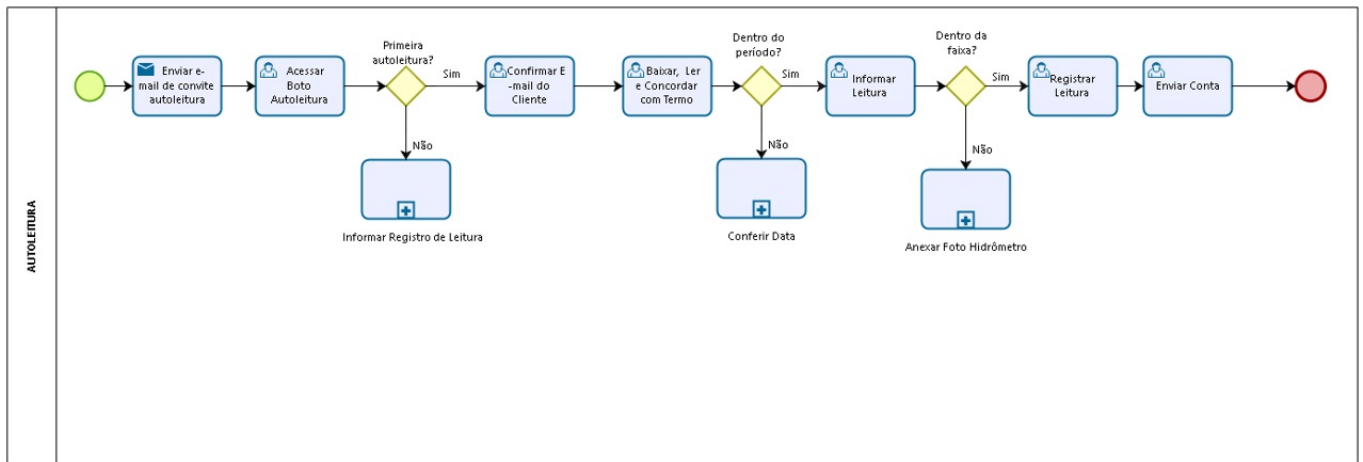 AUTOLEITURA
Enviar e-
mail de convite
autoleitura
Acessar
Boto
Autoleitura
Primeira
autoleitura?
Sim
Não
Informar Registro de Leitura
Confirmar E
-mail do
Cliente
Baixar, Ler
e Concordar
com Termo
Dentro do
período?
Sim
Não
Conferir Data
Informar
Leitura
Dentro da
faixa?
Sim
Não
Anexar Foto Hidrômetro
Registrar
Leitura
Enviar Conta